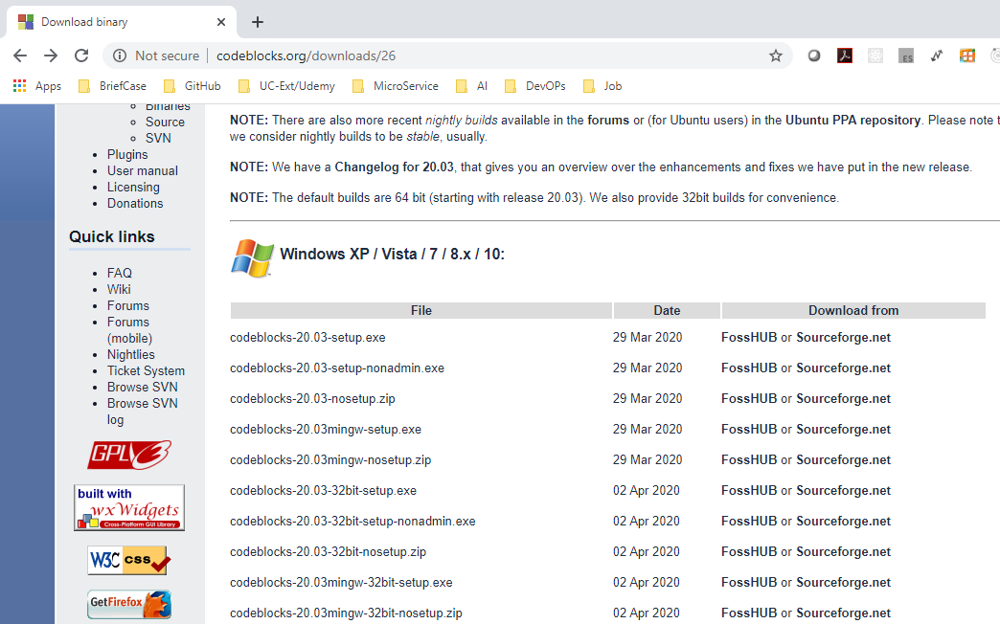 Download binary
Not secure | codeblocks.org/downloads/26
ES
Apps BriefCase GitHub UC-Ext/Udemy MicroService AI DevOPs Job
Binaries
Source
SVN
Plugins
User manual
Licensing
Donations
Quick links
FAQ
Wiki
Forums
Forums
(mobile)
Nightlies
Ticket System
Browse SVN
Browse SVN
log
GPLv3
built with
wxWidgets
Cross-Platform GUI Library
W3C css
GetFirefox
NOTE: There are also more recent nightly builds available in the forums or (for Ubuntu users) in the Ubuntu PPA repository. Please note t
we consider nightly builds to be stable, usually.
NOTE: We have a Changelog for 20.03, that gives you an overview over the enhancements and fixes we have put in the new release.
NOTE: The default builds are 64 bit (starting with release 20.03). We also provide 32bit builds for convenience.
Windows XP / Vista / 7 / 8.x / 10:
File Date Download from
codeblocks-20.03-setup.exe 29 Mar 2020 FossHUB or Sourceforge.net
codeblocks-20.03-setup-nonadmin.exe 29 Mar 2020 FossHUB or Sourceforge.net
codeblocks-20.03-nosetup.zip 29 Mar 2020 FossHUB or Sourceforge.net
codeblocks-20.03mingw-setup.exe 29 Mar 2020 FossHUB or Sourceforge.net
codeblocks-20.03mingw-nosetup.zip 29 Mar 2020 FossHUB or Sourceforge.net
codeblocks-20.03-32bit-setup.exe 02 Apr 2020 FossHUB or Sourceforge.net
codeblocks-20.03-32bit-setup-nonadmin.exe 02 Apr 2020 FossHUB or Sourceforge.net
codeblocks-20.03-32bit-nosetup.zip 02 Apr 2020 FossHUB or Sourceforge.net
codeblocks-20.03mingw-32bit-setup.exe 02 Apr 2020 FossHUB or Sourceforge.net
codeblocks-20.03mingw-32bit-nosetup.zip 02 Apr 2020 FossHUB or Sourceforge.net